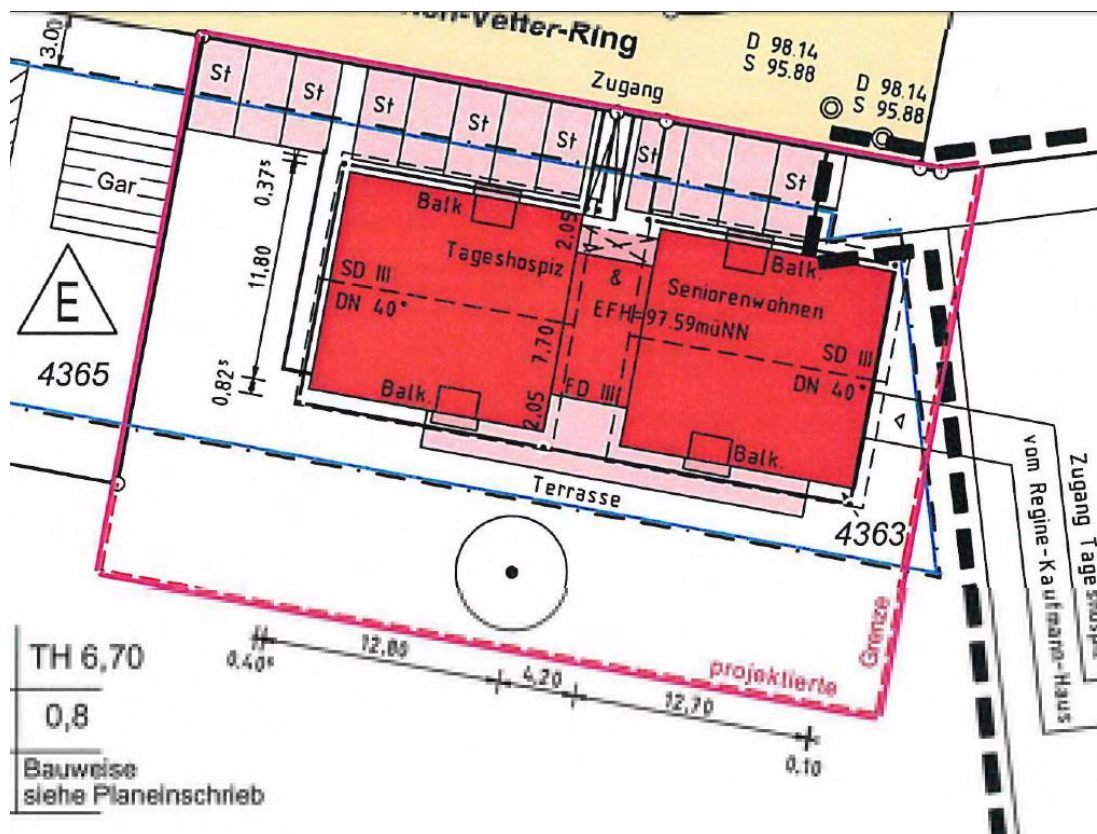 -Vetter-Ring
D 98.14
S 95.88
D 98.14
S 95.88
Zugang
3.00
St
St
St
St
St
St
St
Gar
0,37⁵
11,80
0,82⁵
E
4365
Balk
Tageshospiz
2.05
SD III
DN 40°
&
EFH=97.59müNN
7.70
FD IIII
2.05
Balk.
Balk.
Seniorenwohnen
SD III
DN 40°
Balk.
Terrasse
4363
Zugang
vom Regine-Kaufmann-Haus
Grenze
projektierte
0.40⁵
12,80
4,20
12,70
0,10
TH 6,70
0,8
Bauweise
siehe Planeinschrieb